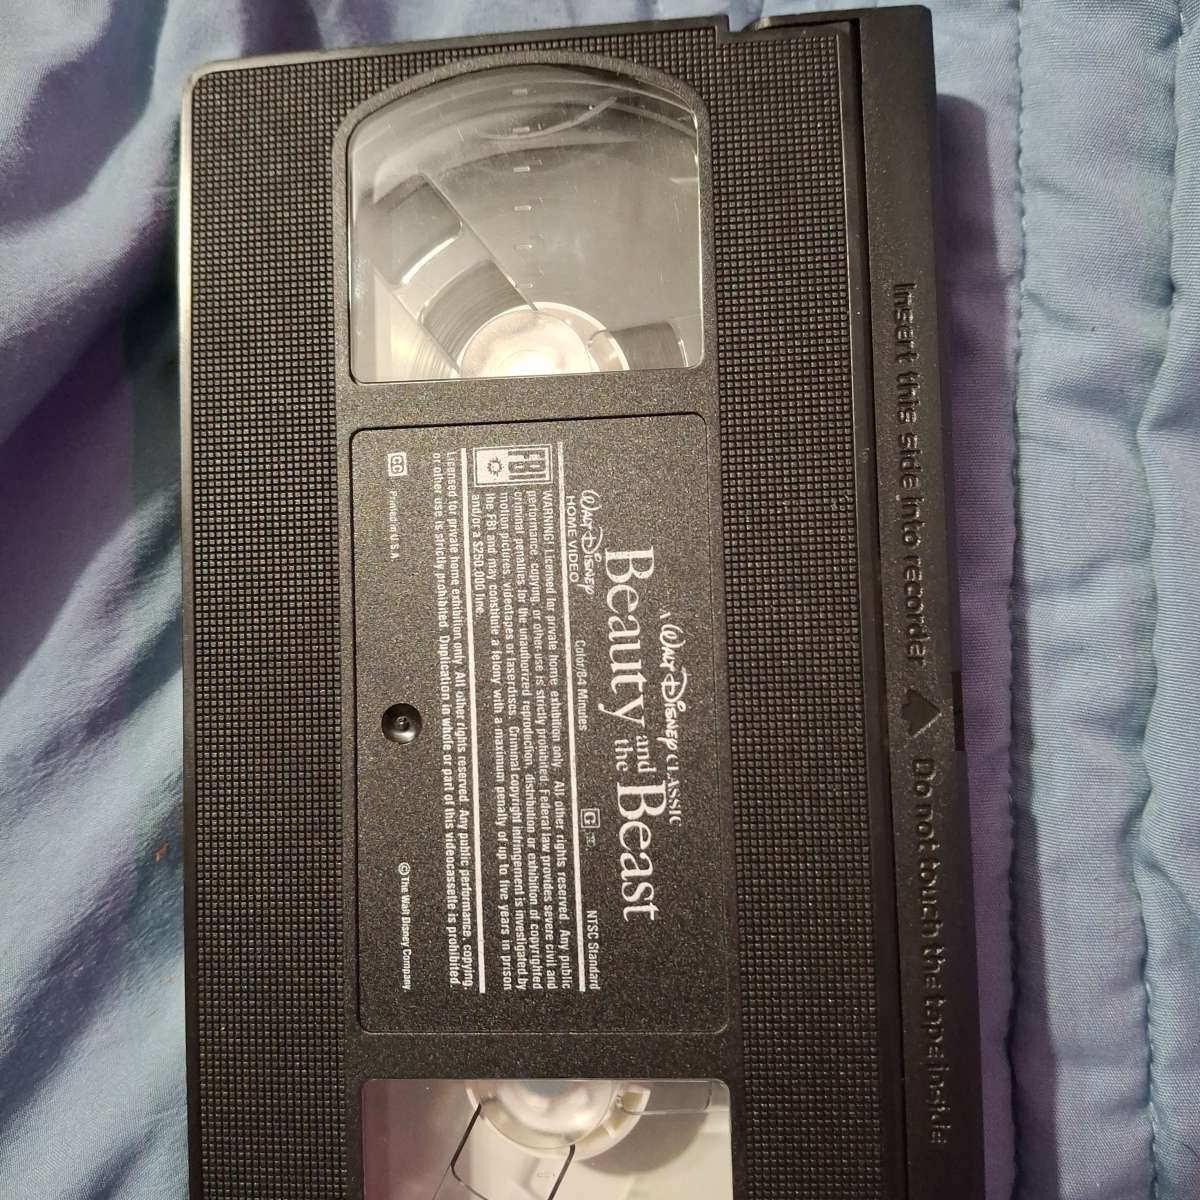 Insert this side into recorder
Do not touch the tape inside
A WALT DISNEY CLASSIC
Beauty and the Beast
WALT DISNEY
HOME VIDEO
Color/84 Minutes
G
NTSC Standard
FBI
WARNING! Licensed for private home exhibition only. All other rights reserved. Any public
performance, copying, or other use is strictly prohibited. Federal law provides severe civil and
criminal penalties for the unauthorized reproduction, distribution or exhibition of copyrighted
motion pictures, videotapes or laserdiscs. Criminal copyright infringement is investigated by
the FBI and may constitute a felony with a maximum penalty of up to five years in prison
and/or a $250,000 fine.
Licensed for private home exhibition only. All other rights reserved. Any public performance, copying,
or other use is strictly prohibited. Duplication in whole or part of this videocassette is prohibited.
CC
Printed in U.S.A.
©The Walt Disney Company